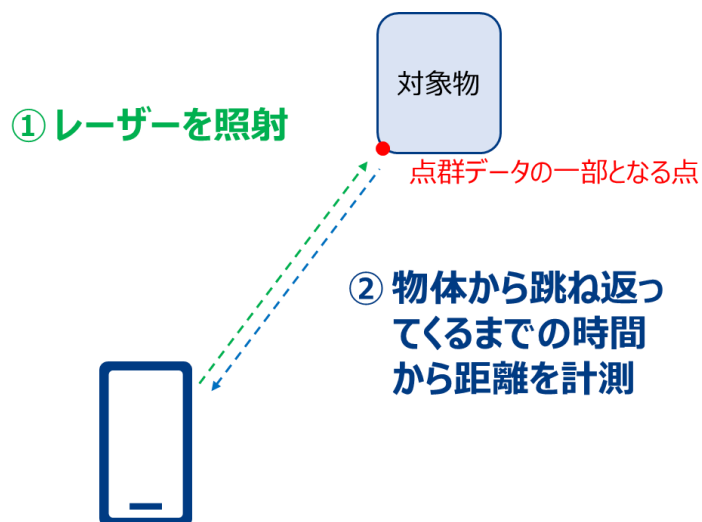 対象物
①レーザーを照射
点群データの一部となる点
② 物体から跳ね返っ
てくるまでの時間
から距離を計測